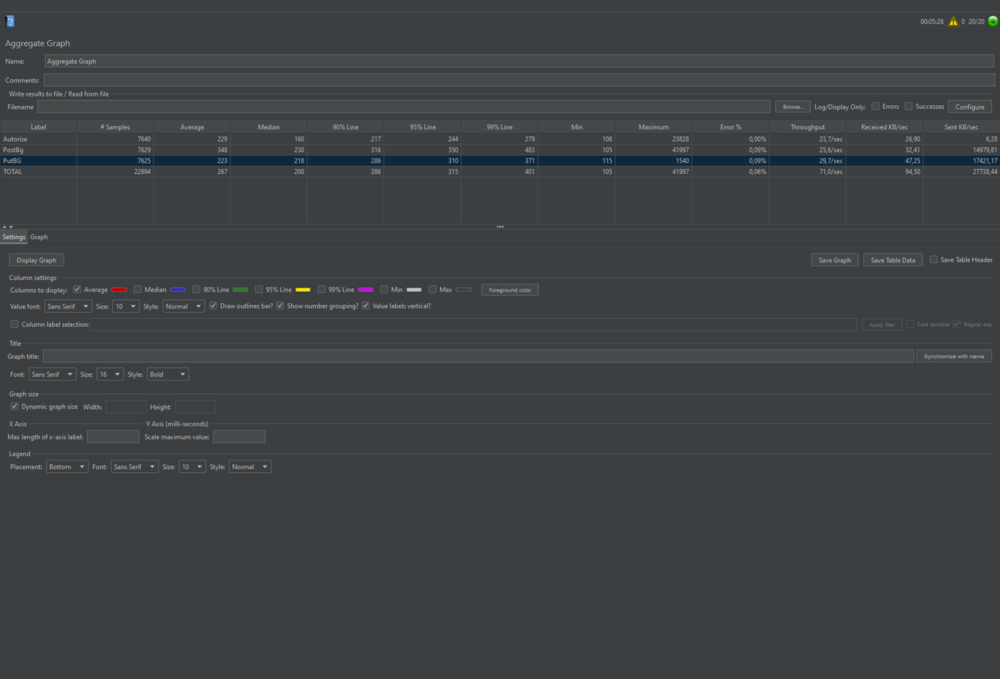 00:05:28 0 20/20
Aggregate Graph
Name: Aggregate Graph
Comments:
Write results to file / Read from file
Filename Browse... Log/Display Only: Errors Successes Configure
Label # Samples Average Median 90% Line 95% Line 99% Line Min Maximum Error % Throughput Received KB/sec Sent KB/sec
Autorize 7640 229 160 217 244 279 108 23828 0,00% 23,7/sec 26,90 6,28
PostBg 7629 348 230 316 350 483 105 41997 0,09% 25,6/sec 32,41 14979,81
PutBG 7625 223 218 286 310 371 115 1540 0,09% 29,7/sec 47,25 17421,17
TOTAL 22894 267 200 286 315 401 105 41997 0,06% 71,0/sec 94,50 27738,44
Settings Graph
Display Graph Save Graph Save Table Data Save Table Header
Column settings
Columns to display: Average Median 90% Line 95% Line 99% Line Min Max Foreground color
Value font: Sans Serif Size: 10 Style: Normal Draw outlines bar? Show number grouping? Value labels vertical?
Column label selection: Apply filter Case sensitive Regular exp.
Title
Graph title: Synchronize with name
Font: Sans Serif Size: 16 Style: Bold
Graph size
Dynamic graph size Width: Height:
X Axis Y Axis (milli-seconds)
Max length of x-axis label: Scale maximum value:
Legend
Placement: Bottom Font: Sans Serif Size: 10 Style: Normal